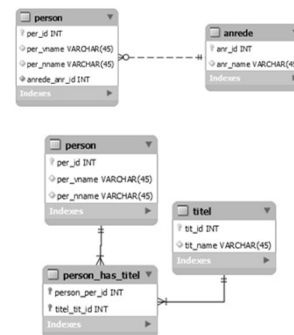 person
per_id INT
per_vname VARCHAR(45)
per_nname VARCHAR(45)
anrede_anr_id INT
Indexes
anrede
anr_id INT
anr_name VARCHAR(45)
Indexes
person
per_id INT
per_vname VARCHAR(45)
per_nname VARCHAR(45)
Indexes
titel
tit_id INT
tit_name VARCHAR(45)
Indexes
person_has_titel
person_per_id INT
titel_tit_id INT
Indexes